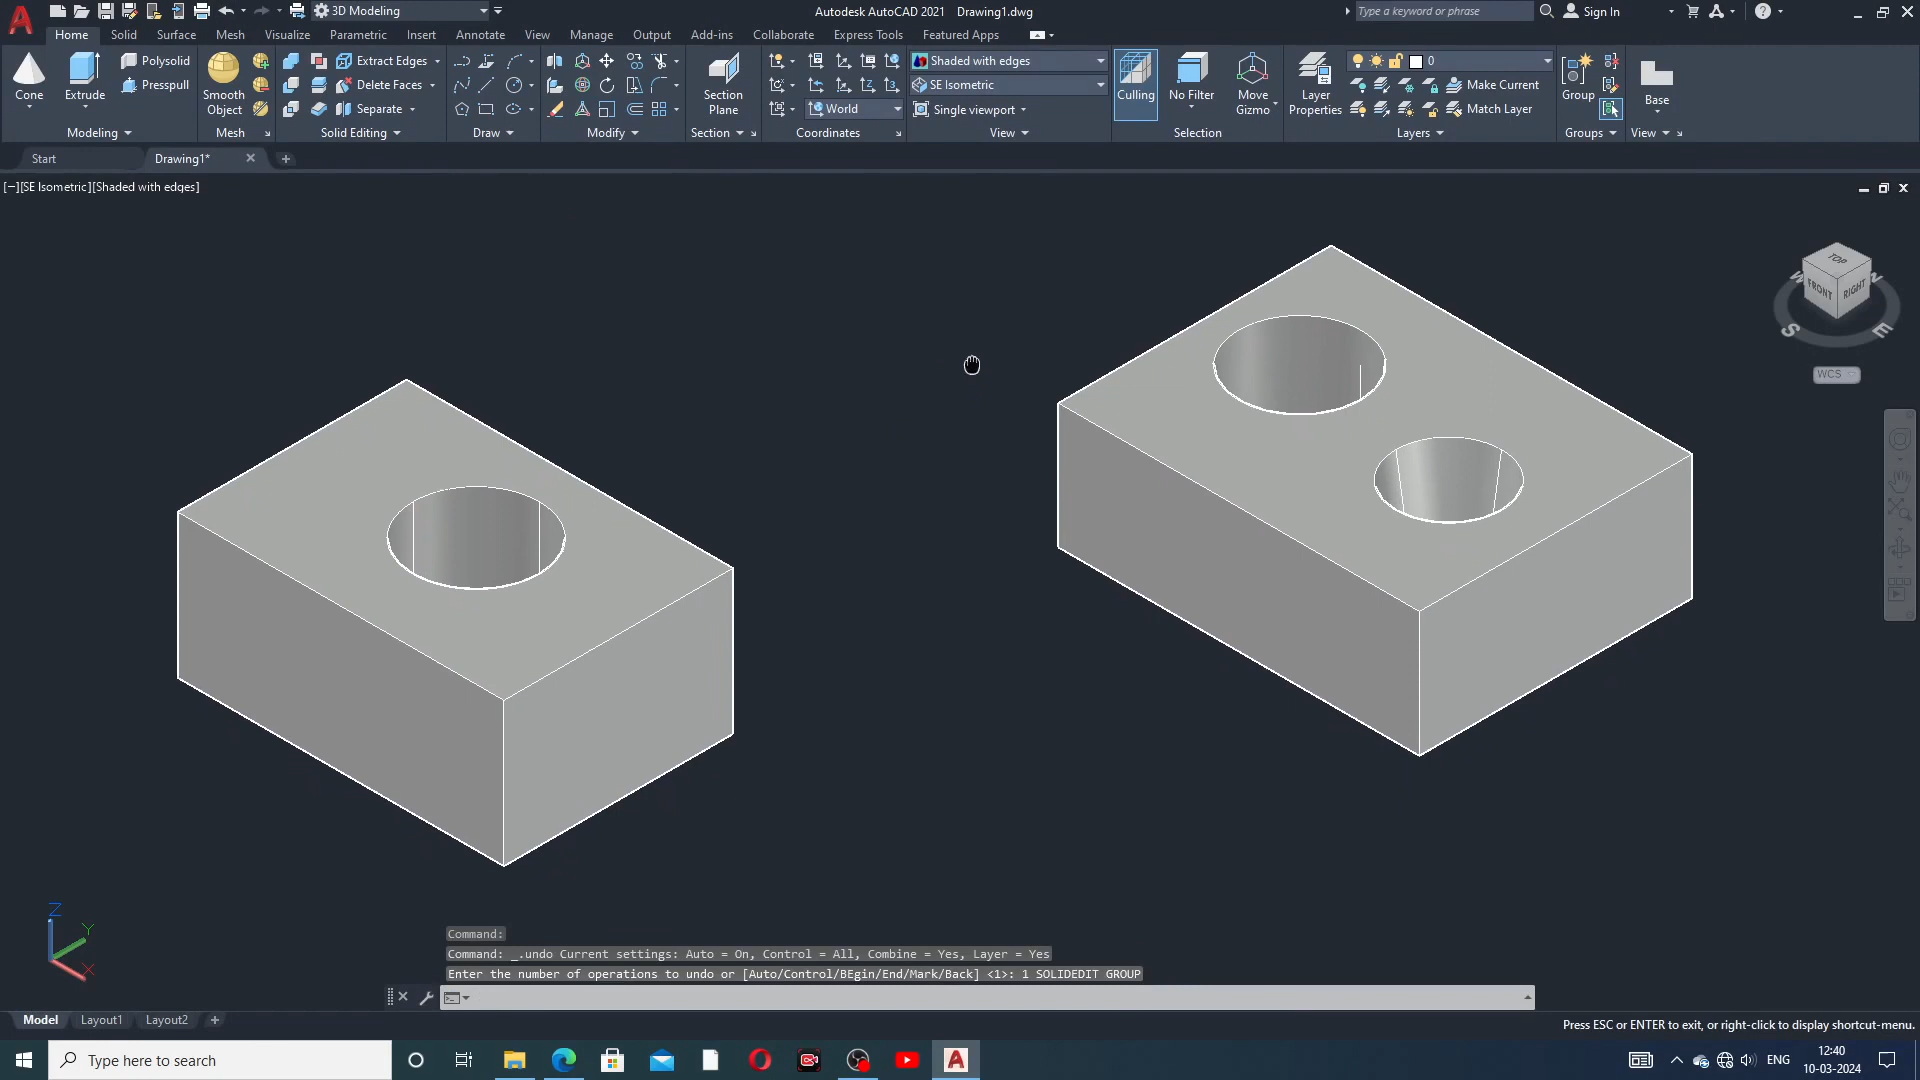 3D Modeling
Autodesk AutoCAD 2021 Drawing1.dwg
Type a keyword or phrase
Sign In
Home Solid Surface Mesh Visualize Parametric Insert Annotate View Manage Output Add-ins Collaborate Express Tools Featured Apps
Cone
Extrude
Polysolid
Presspull
Modeling
Smooth
Object
Mesh
Extract Edges
Delete Faces
Separate
Solid Editing
Draw
Modify
Section
Plane
Section
World
Coordinates
Shaded with edges
SE Isometric
Single viewport
View
Culling
No Filter
Move
Gizmo
Selection
Layer
Properties
0
Make Current
Match Layer
Layers
Group
Groups
Base
View
Start
Drawing1*
[−][SE Isometric][Shaded with edges]
TOP
FRONT
RIGHT
W
N
S
E
WCS
Z
Y
X
Command:
Command: _.undo Current settings: Auto = On, Control = All, Combine = Yes, Layer = Yes
Enter the number of operations to undo or [Auto/Control/BEgin/End/Mark/Back] <1>: 1 SOLIDEDIT GROUP
Model Layout1 Layout2
Press ESC or ENTER to exit, or right-click to display shortcut-menu.
Type here to search
ENG
12:40
10-03-2024